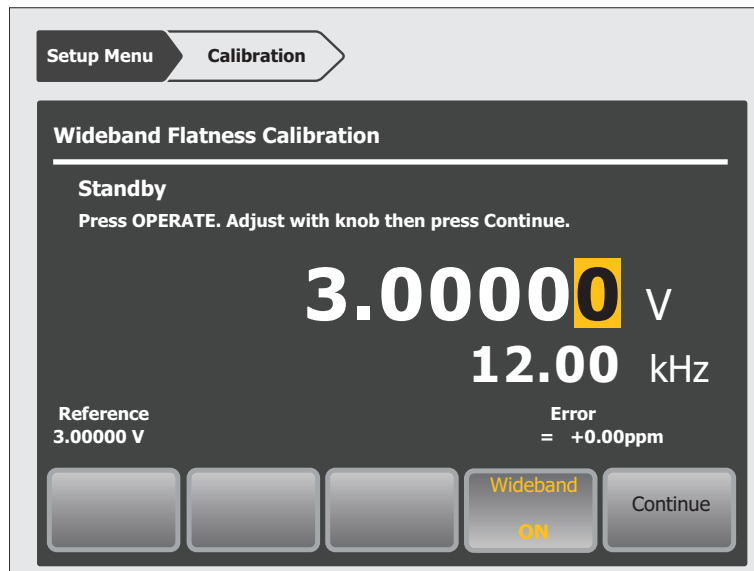 Setup Menu Calibration
Wideband Flatness Calibration
Standby
Press OPERATE. Adjust with knob then press Continue.
3.00000 V
12.00 kHz
Reference Error
3.00000 V = +0.00ppm
Wideband
ON
Continue